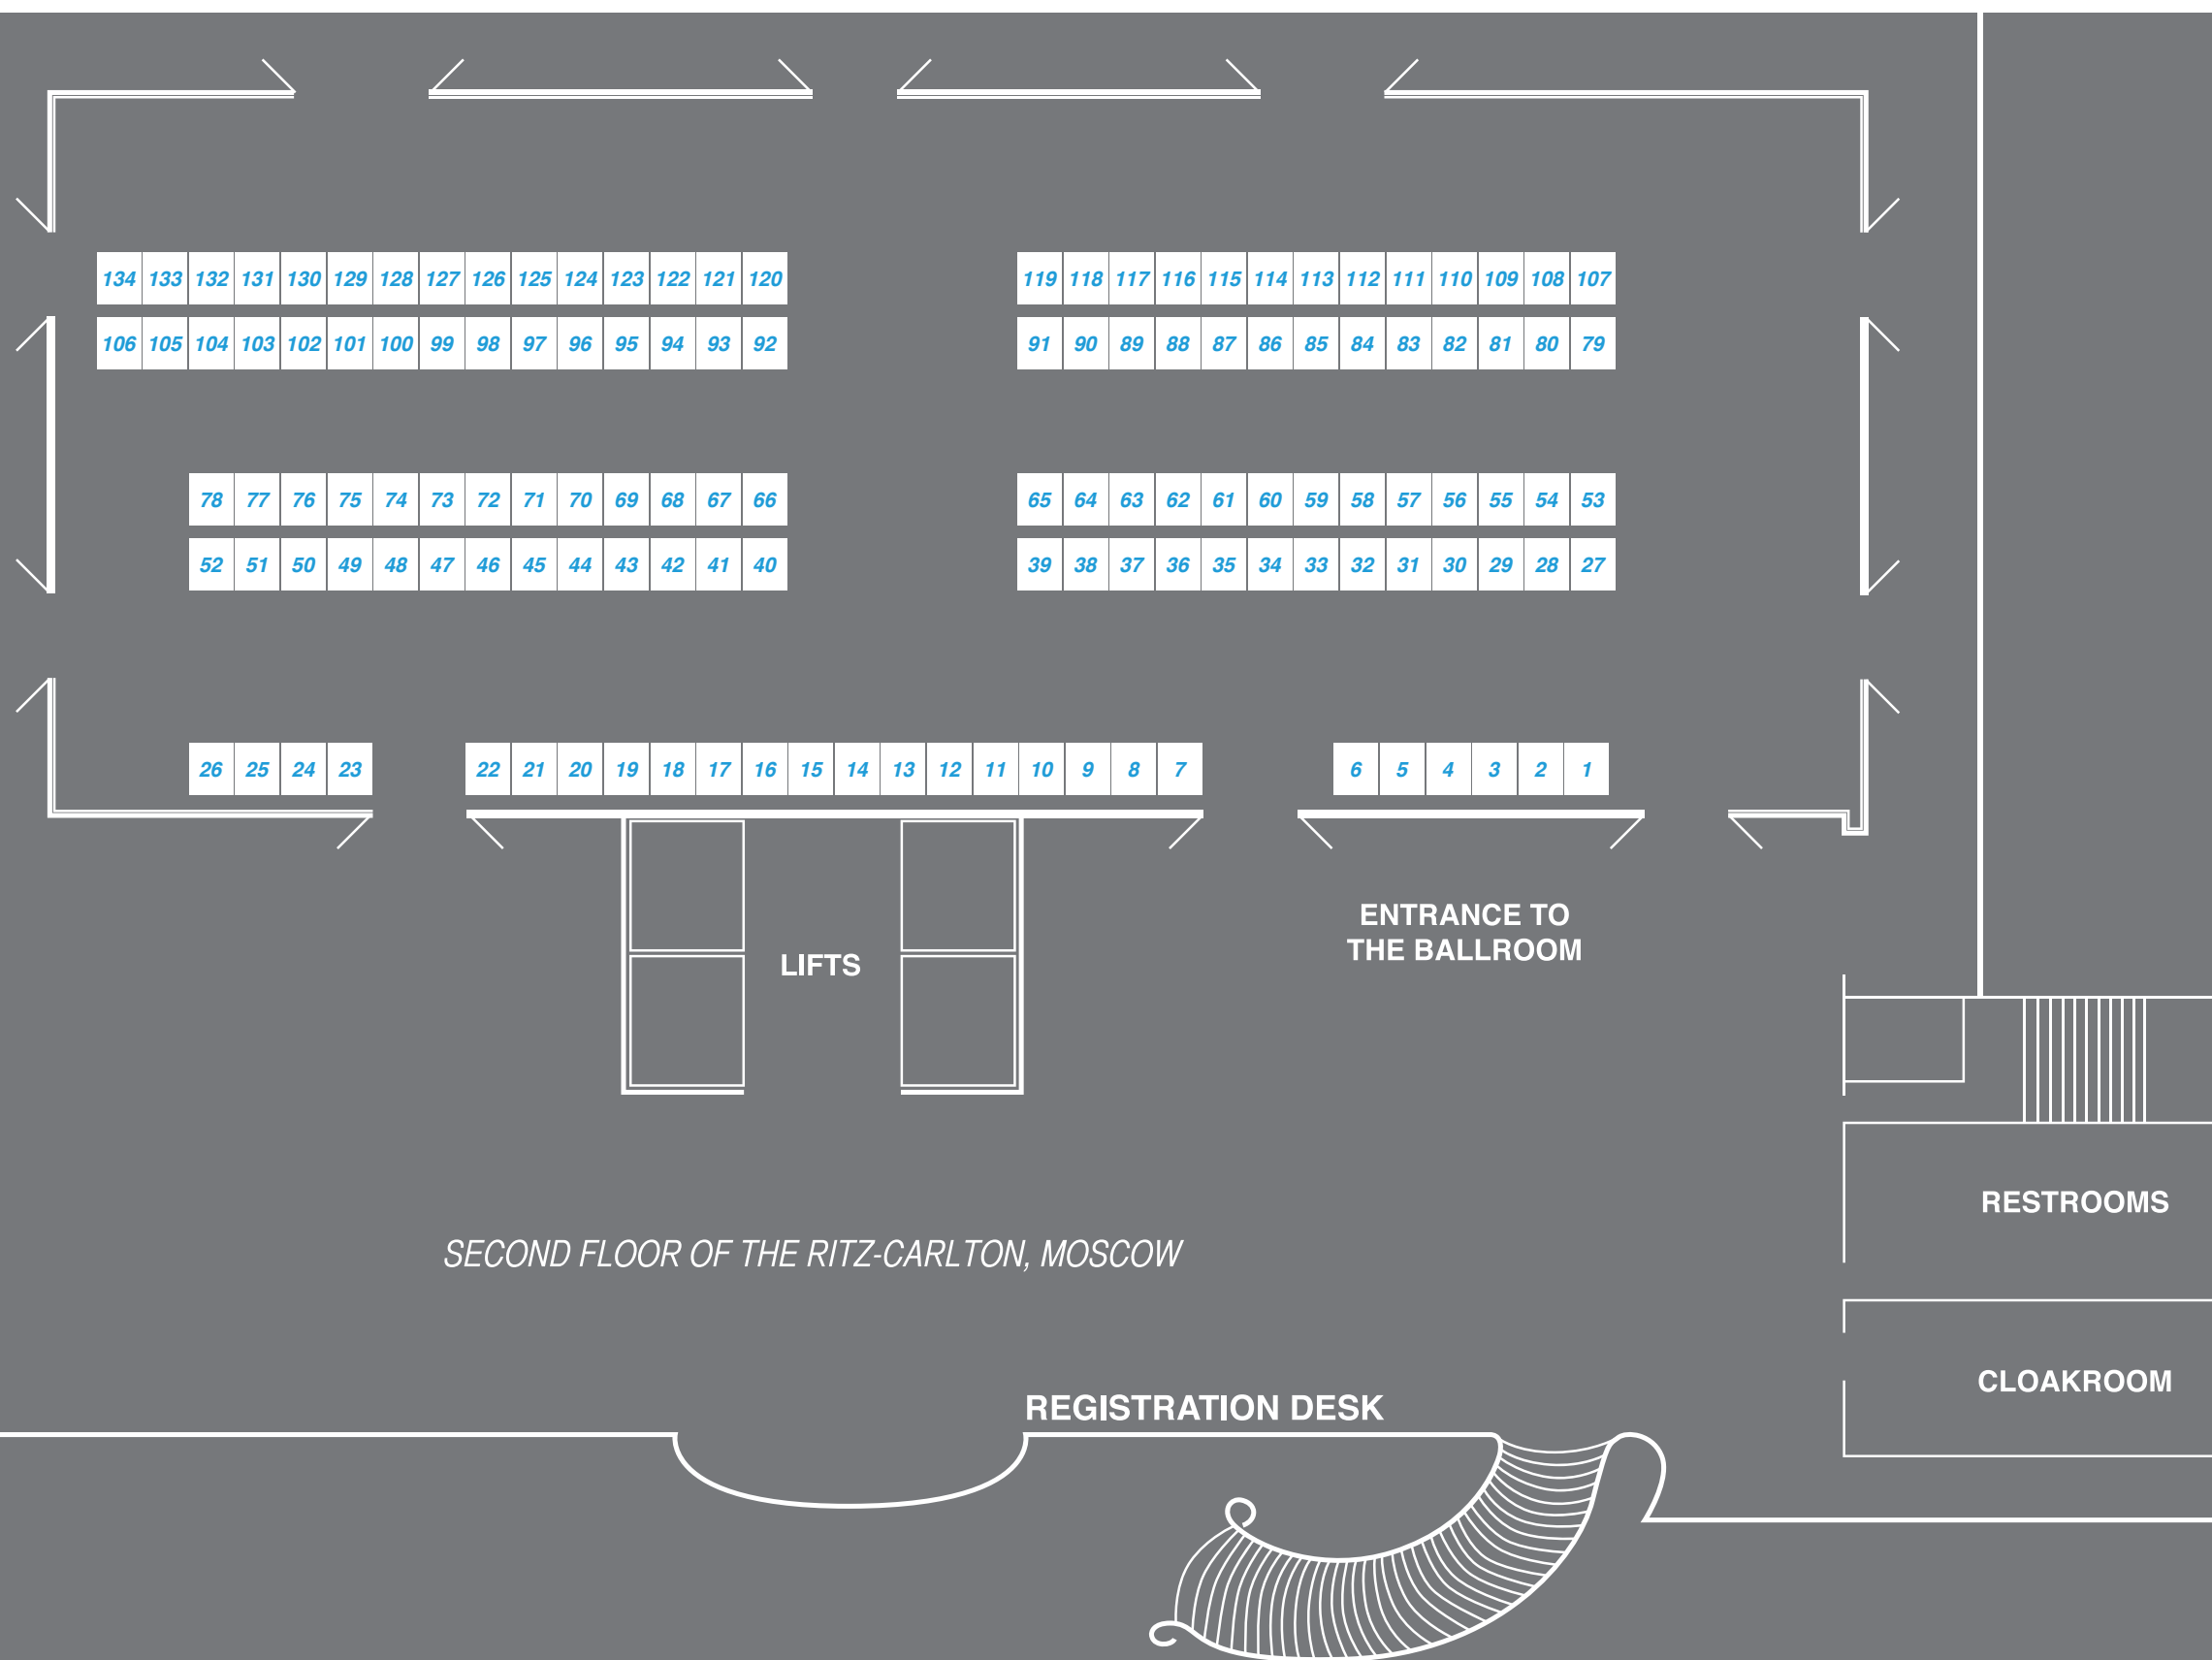 134 133 132 131 130 129 128 127 126 125 124 123 122 121 120 119 118 117 116 115 114 113 112 111 110 109 108 107
106 105 104 103 102 101 100 99 98 97 96 95 94 93 92 91 90 89 88 87 86 85 84 83 82 81 80 79
78 77 76 75 74 73 72 71 70 69 68 67 66 65 64 63 62 61 60 59 58 57 56 55 54 53
52 51 50 49 48 47 46 45 44 43 42 41 40 39 38 37 36 35 34 33 32 31 30 29 28 27
26 25 24 23 22 21 20 19 18 17 16 15 14 13 12 11 10 9 8 7 6 5 4 3 2 1
ENTRANCE TO
THE BALLROOM
LIFTS
RESTROOMS
SECOND FLOOR OF THE RITZ-CARLTON, MOSCOW
CLOAKROOM
REGISTRATION DESK